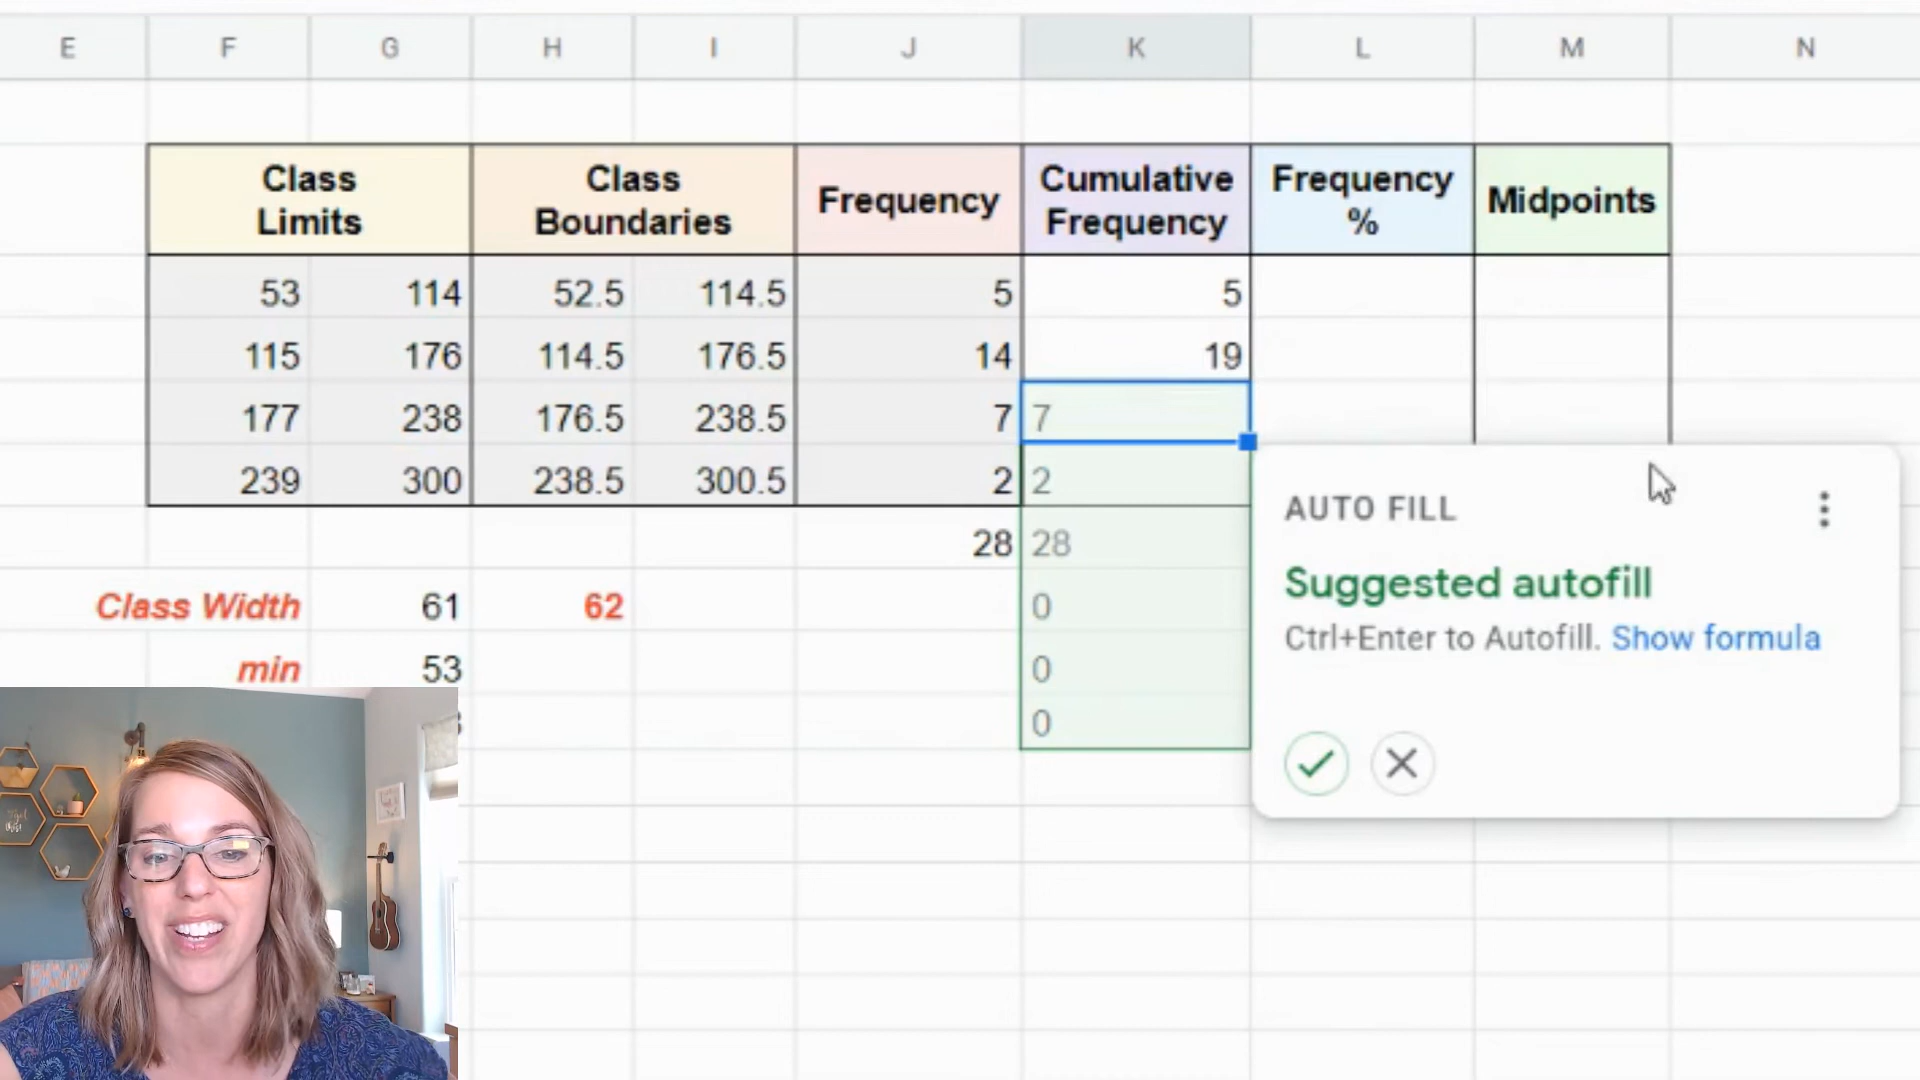 E F G H I J K L M N
Class Limits Class Boundaries Frequency Cumulative Frequency Frequency % Midpoints
53 114 52.5 114.5 5 5
115 176 114.5 176.5 14 19
177 238 176.5 238.5 7 7
239 300 238.5 300.5 2 2
28 28
Class Width 61 62 0
min 53 0
0
AUTO FILL
Suggested autofill
Ctrl+Enter to Autofill. Show formula